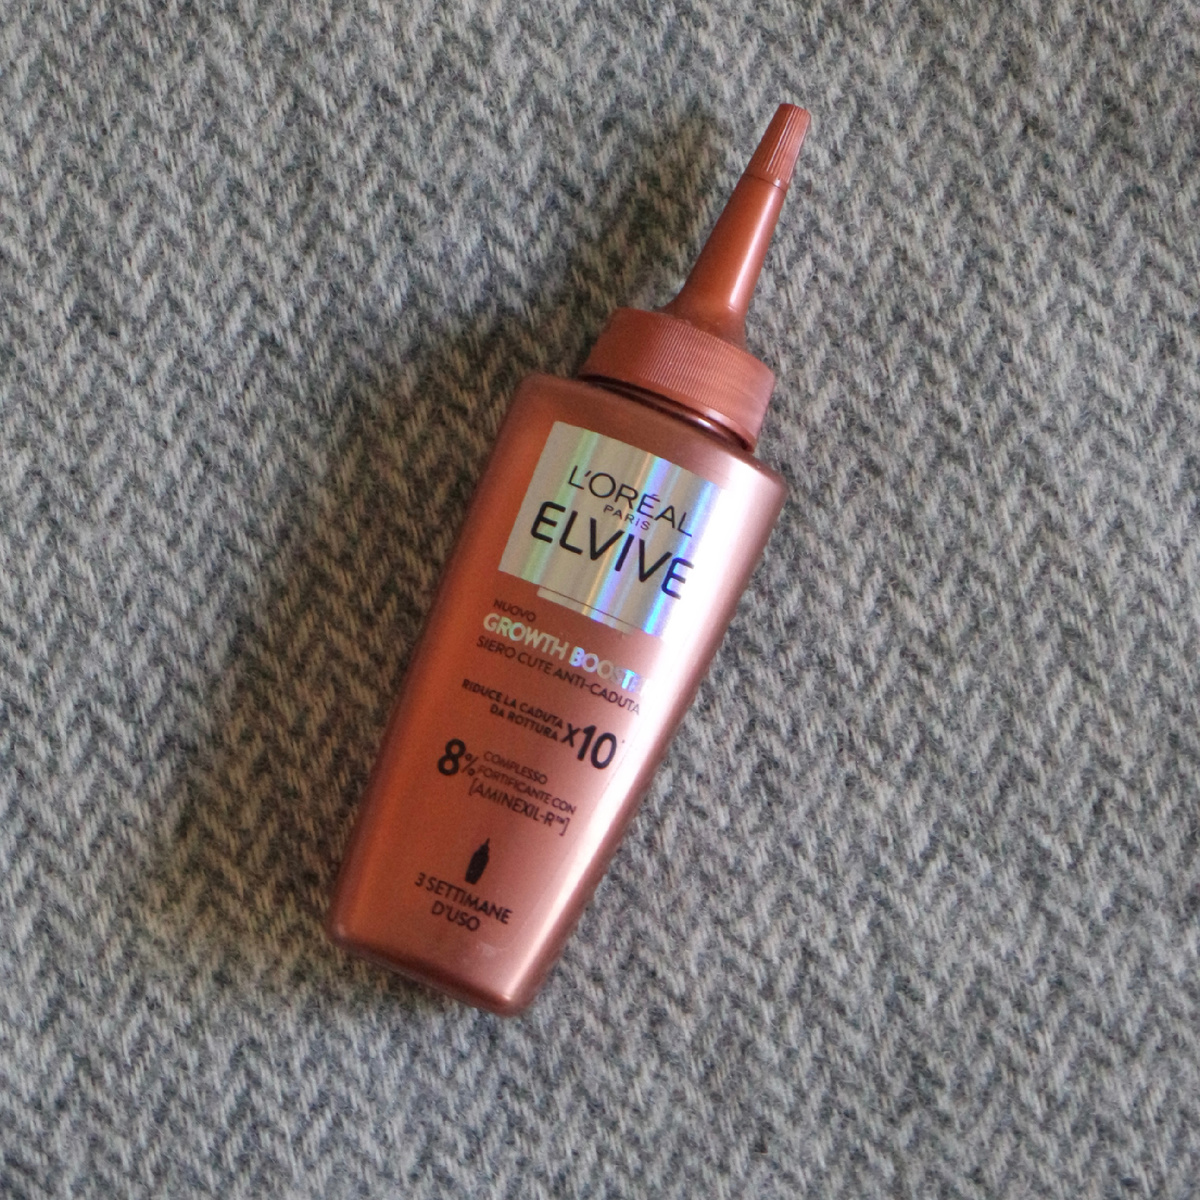 L'ORÉAL
PARIS
ELVIVE
NUOVO
GROWTH BOOSTER
SIERO CUTE ANTI-CADUTA
RIDUCE LA CADUTA
DA ROTTURA x10*
8% COMPLESSO
FORTIFICANTE CON
[AMINEXIL-R™]
3 SETTIMANE
D'USO